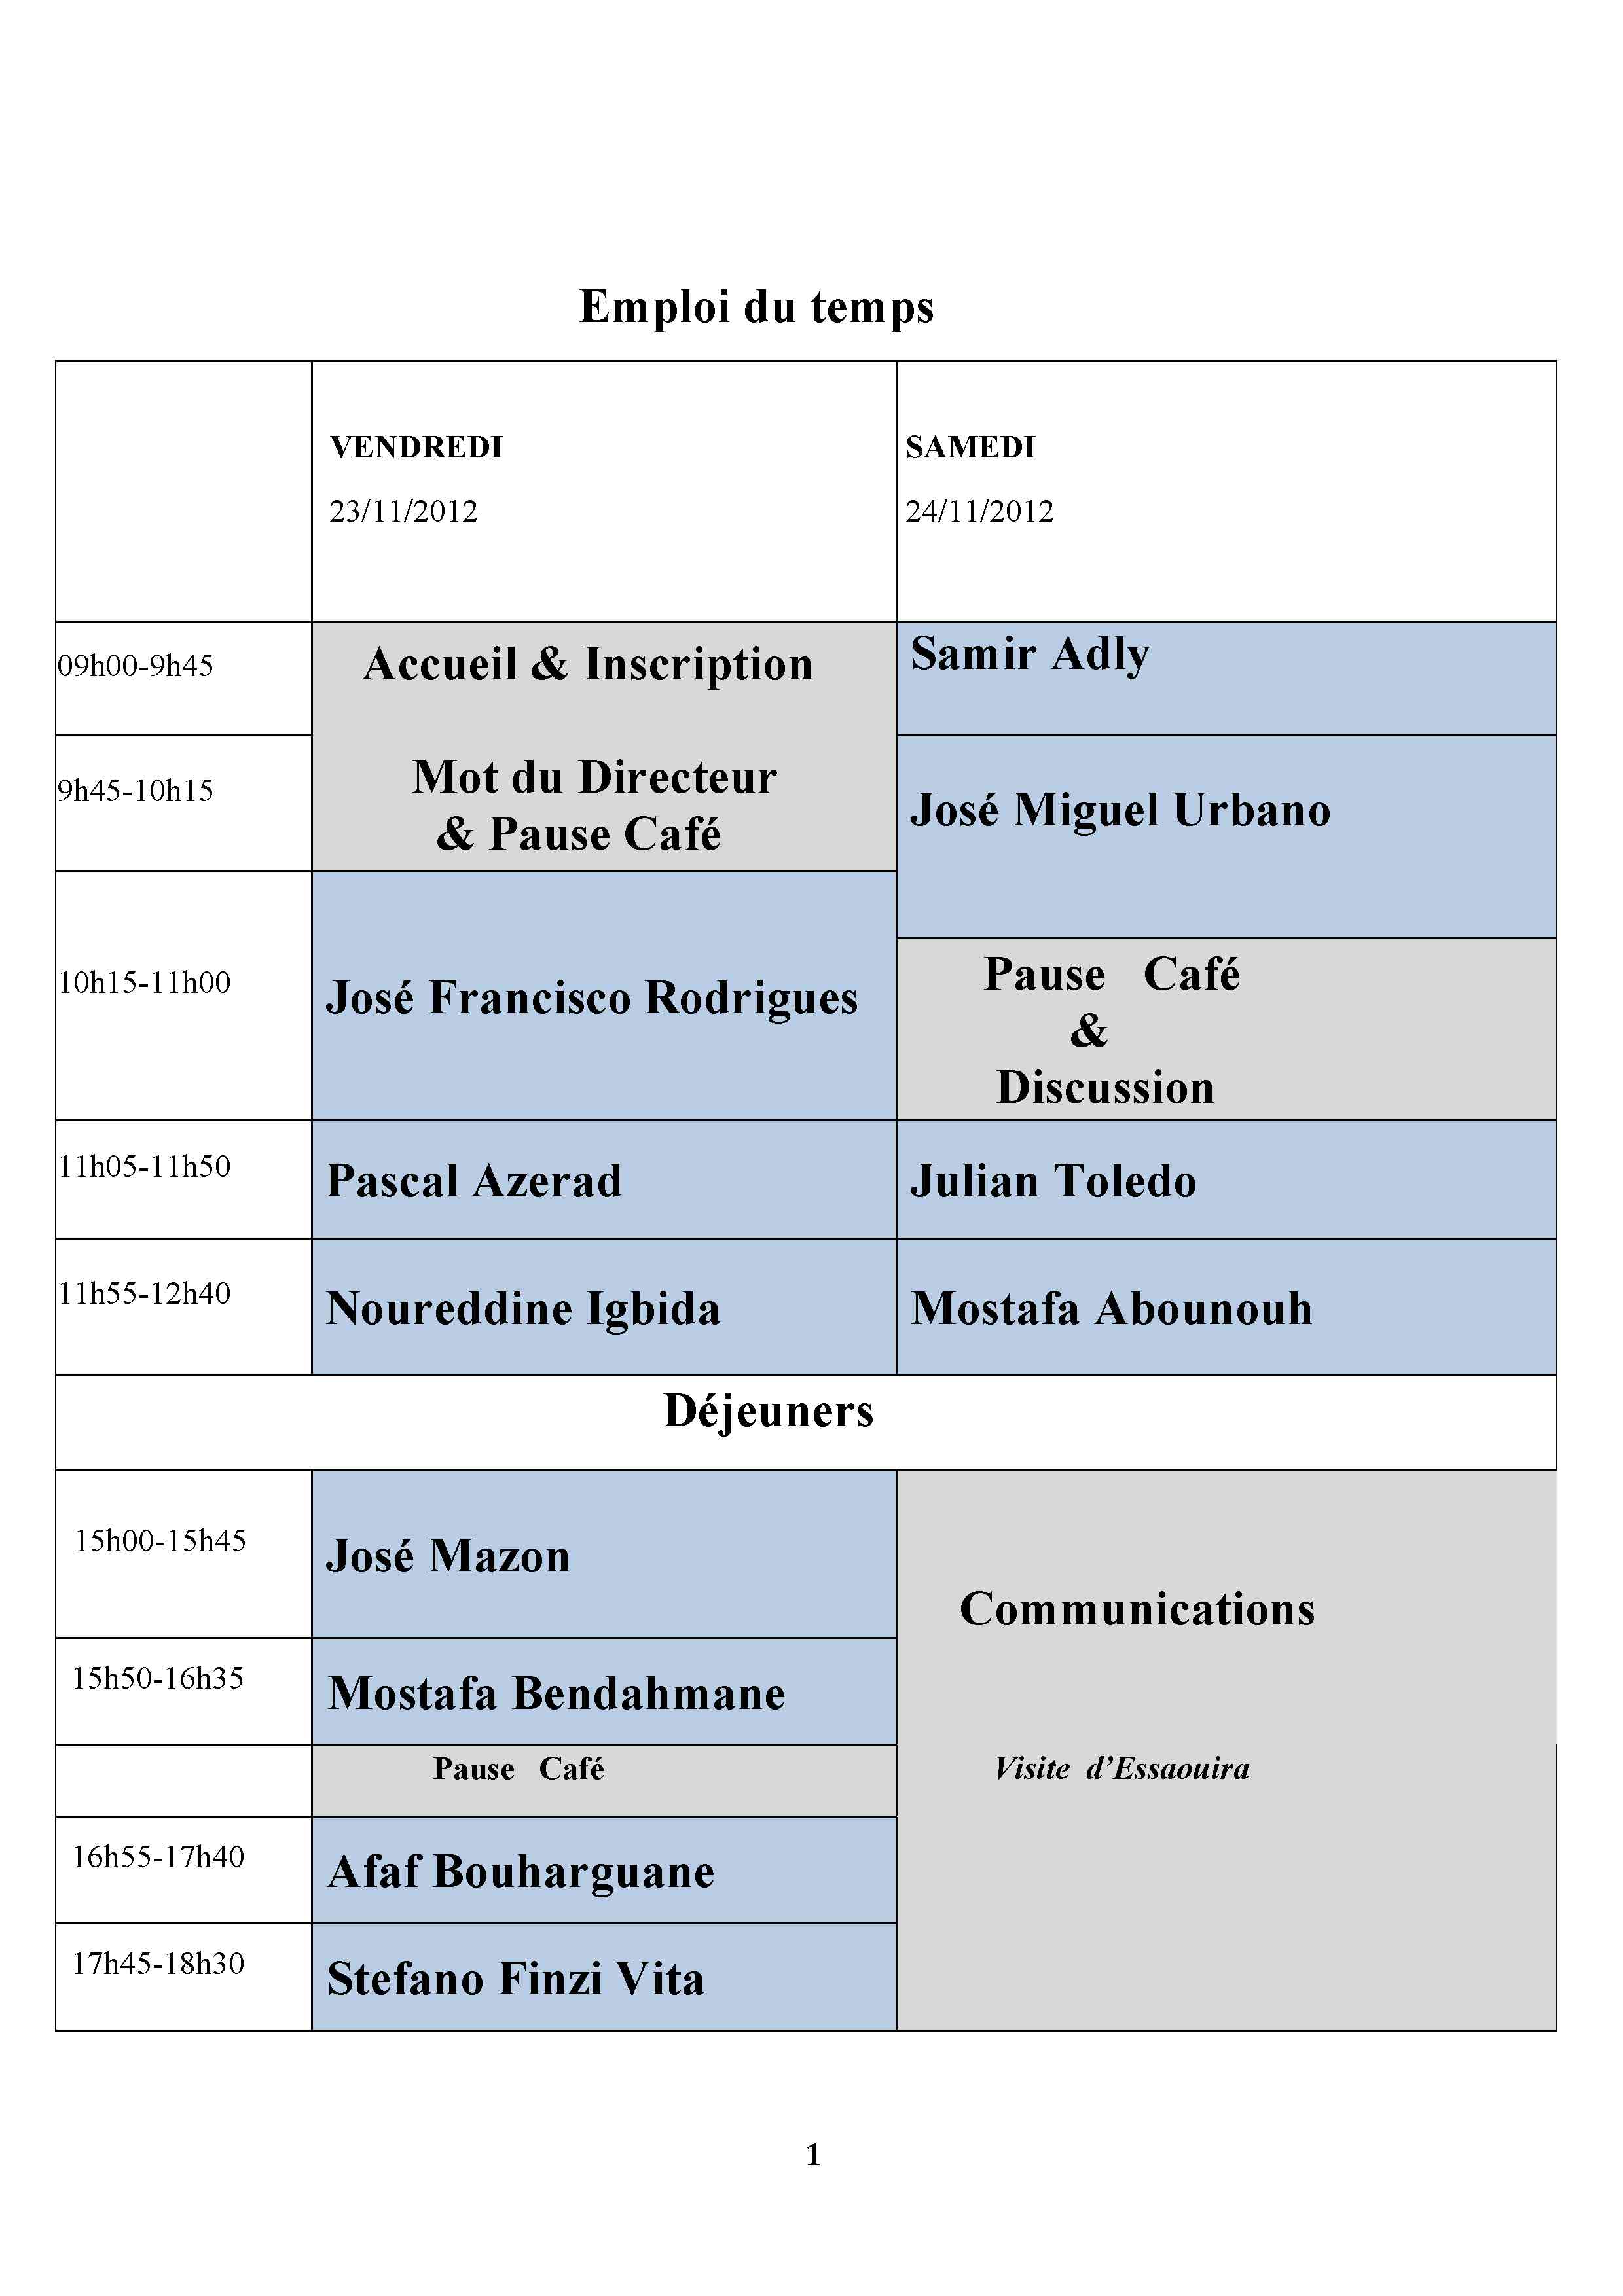 Emploi du temps
VENDREDI
23/11/2012
SAMEDI
24/11/2012
09h00-9h45
Accueil & Inscription
Samir Adly
9h45-10h15
Mot du Directeur
& Pause Café
José Miguel Urbano
10h15-11h00
José Francisco Rodrigues
Pause Café
&
Discussion
11h05-11h50
Pascal Azerad
Julian Toledo
11h55-12h40
Noureddine Igbida
Mostafa Abounouh
Déjeuners
15h00-15h45
José Mazon
Communications
15h50-16h35
Mostafa Bendahmane
Pause Café
Visite d’Essaouira
16h55-17h40
Afaf Bouharguane
17h45-18h30
Stefano Finzi Vita
1